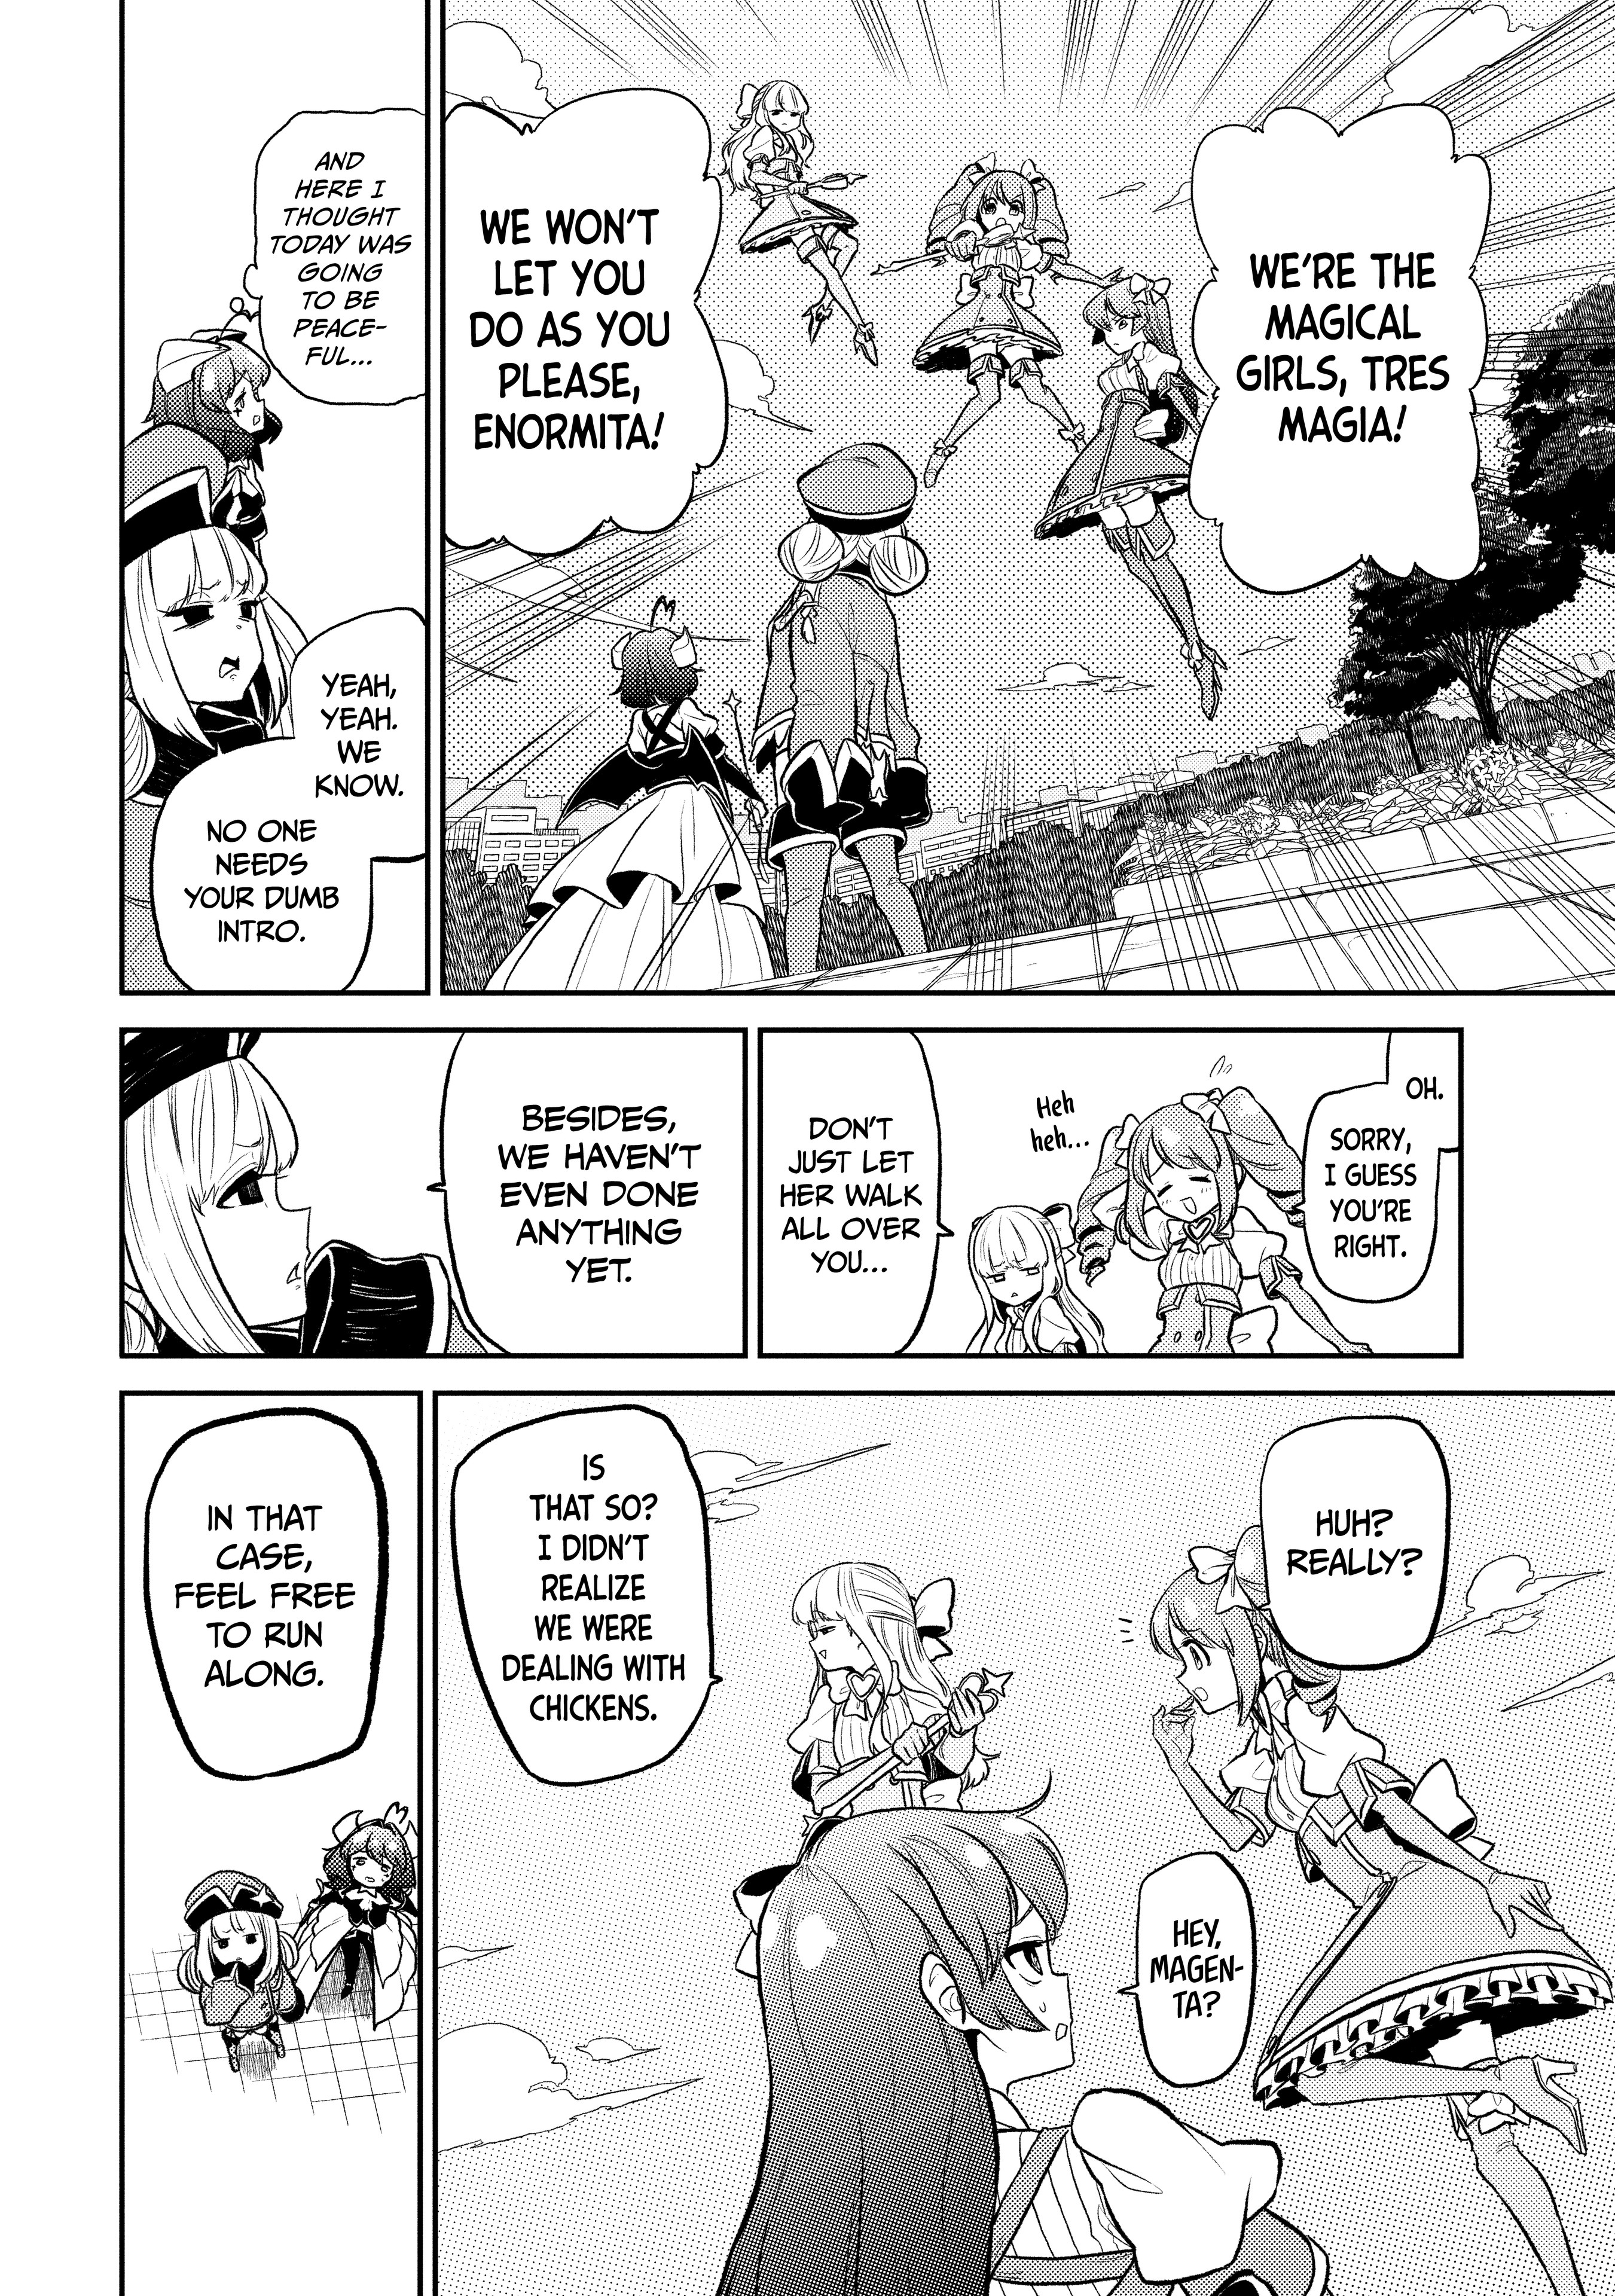 WE'RE THE
MAGICAL
GIRLS, TRES
MAGIA!
WE WON'T
LET YOU
DO AS YOU
PLEASE,
ENORMITA!
AND
HERE I
THOUGHT
TODAY WAS
GOING
TO BE
PEACE-
FUL...
YEAH,
YEAH.
WE
KNOW.
NO ONE
NEEDS
YOUR DUMB
INTRO.
OH.
SORRY,
I GUESS
YOU'RE
RIGHT.
Heh
heh...
DON'T
JUST LET
HER WALK
ALL OVER
YOU...
BESIDES,
WE HAVEN'T
EVEN DONE
ANYTHING
YET.
HUH?
REALLY?
HEY,
MAGEN-
TA?
IS
THAT SO?
I DIDN'T
REALIZE
WE WERE
DEALING WITH
CHICKENS.
IN THAT
CASE,
FEEL FREE
TO RUN
ALONG.